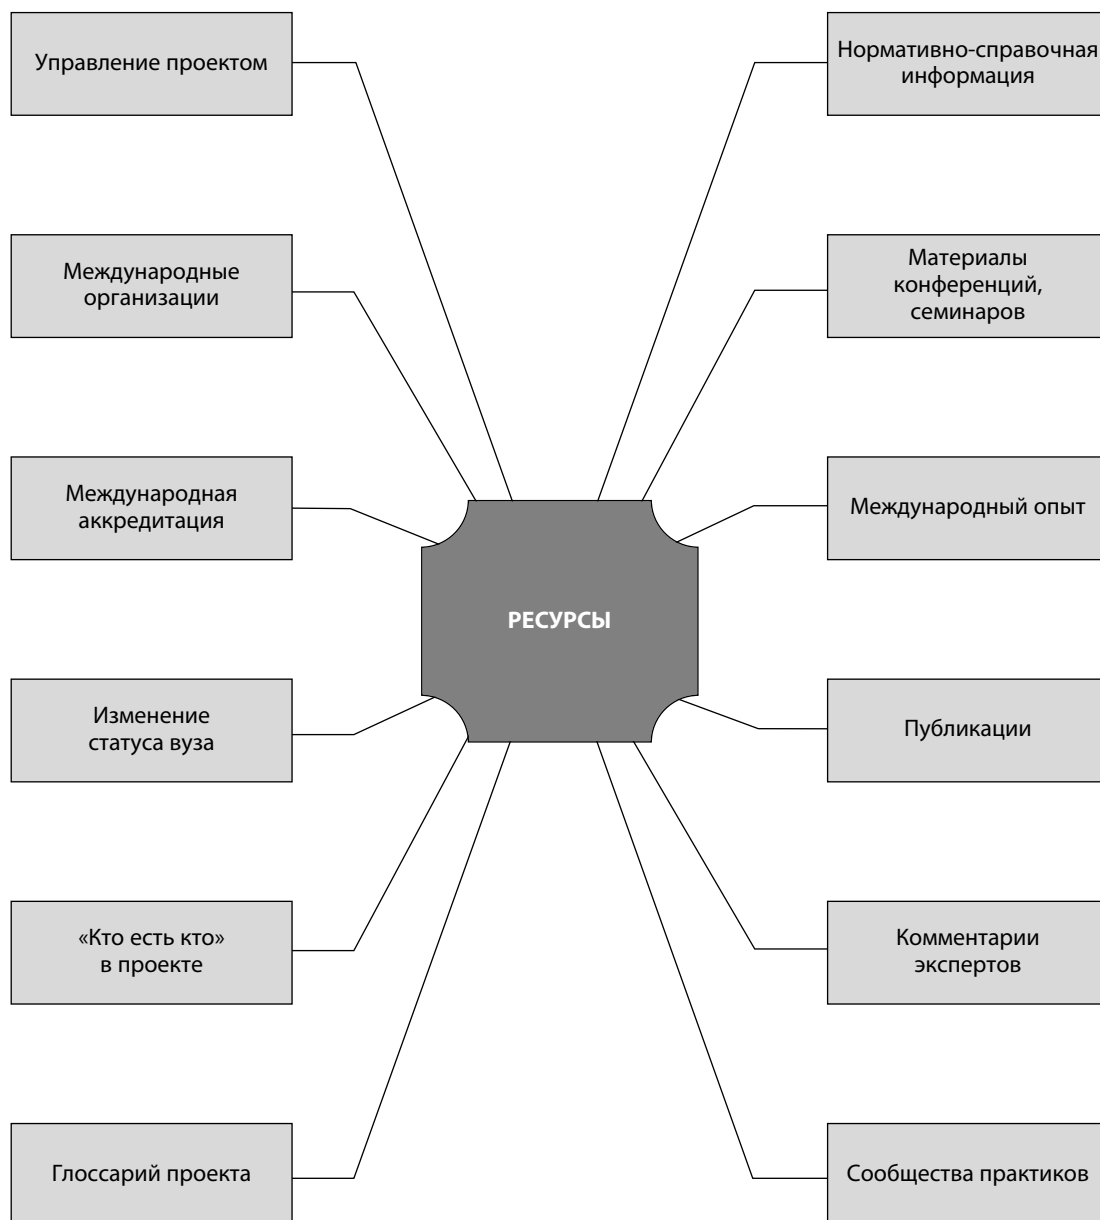 Управление проектом
Нормативно-справочная
информация
Международные
организации
Материалы
конференций,
семинаров
Международная
аккредитация
Международный опыт
РЕСУРСЫ
Изменение
статуса вуза
Публикации
«Кто есть кто»
в проекте
Комментарии
экспертов
Глоссарий проекта
Сообщества практиков